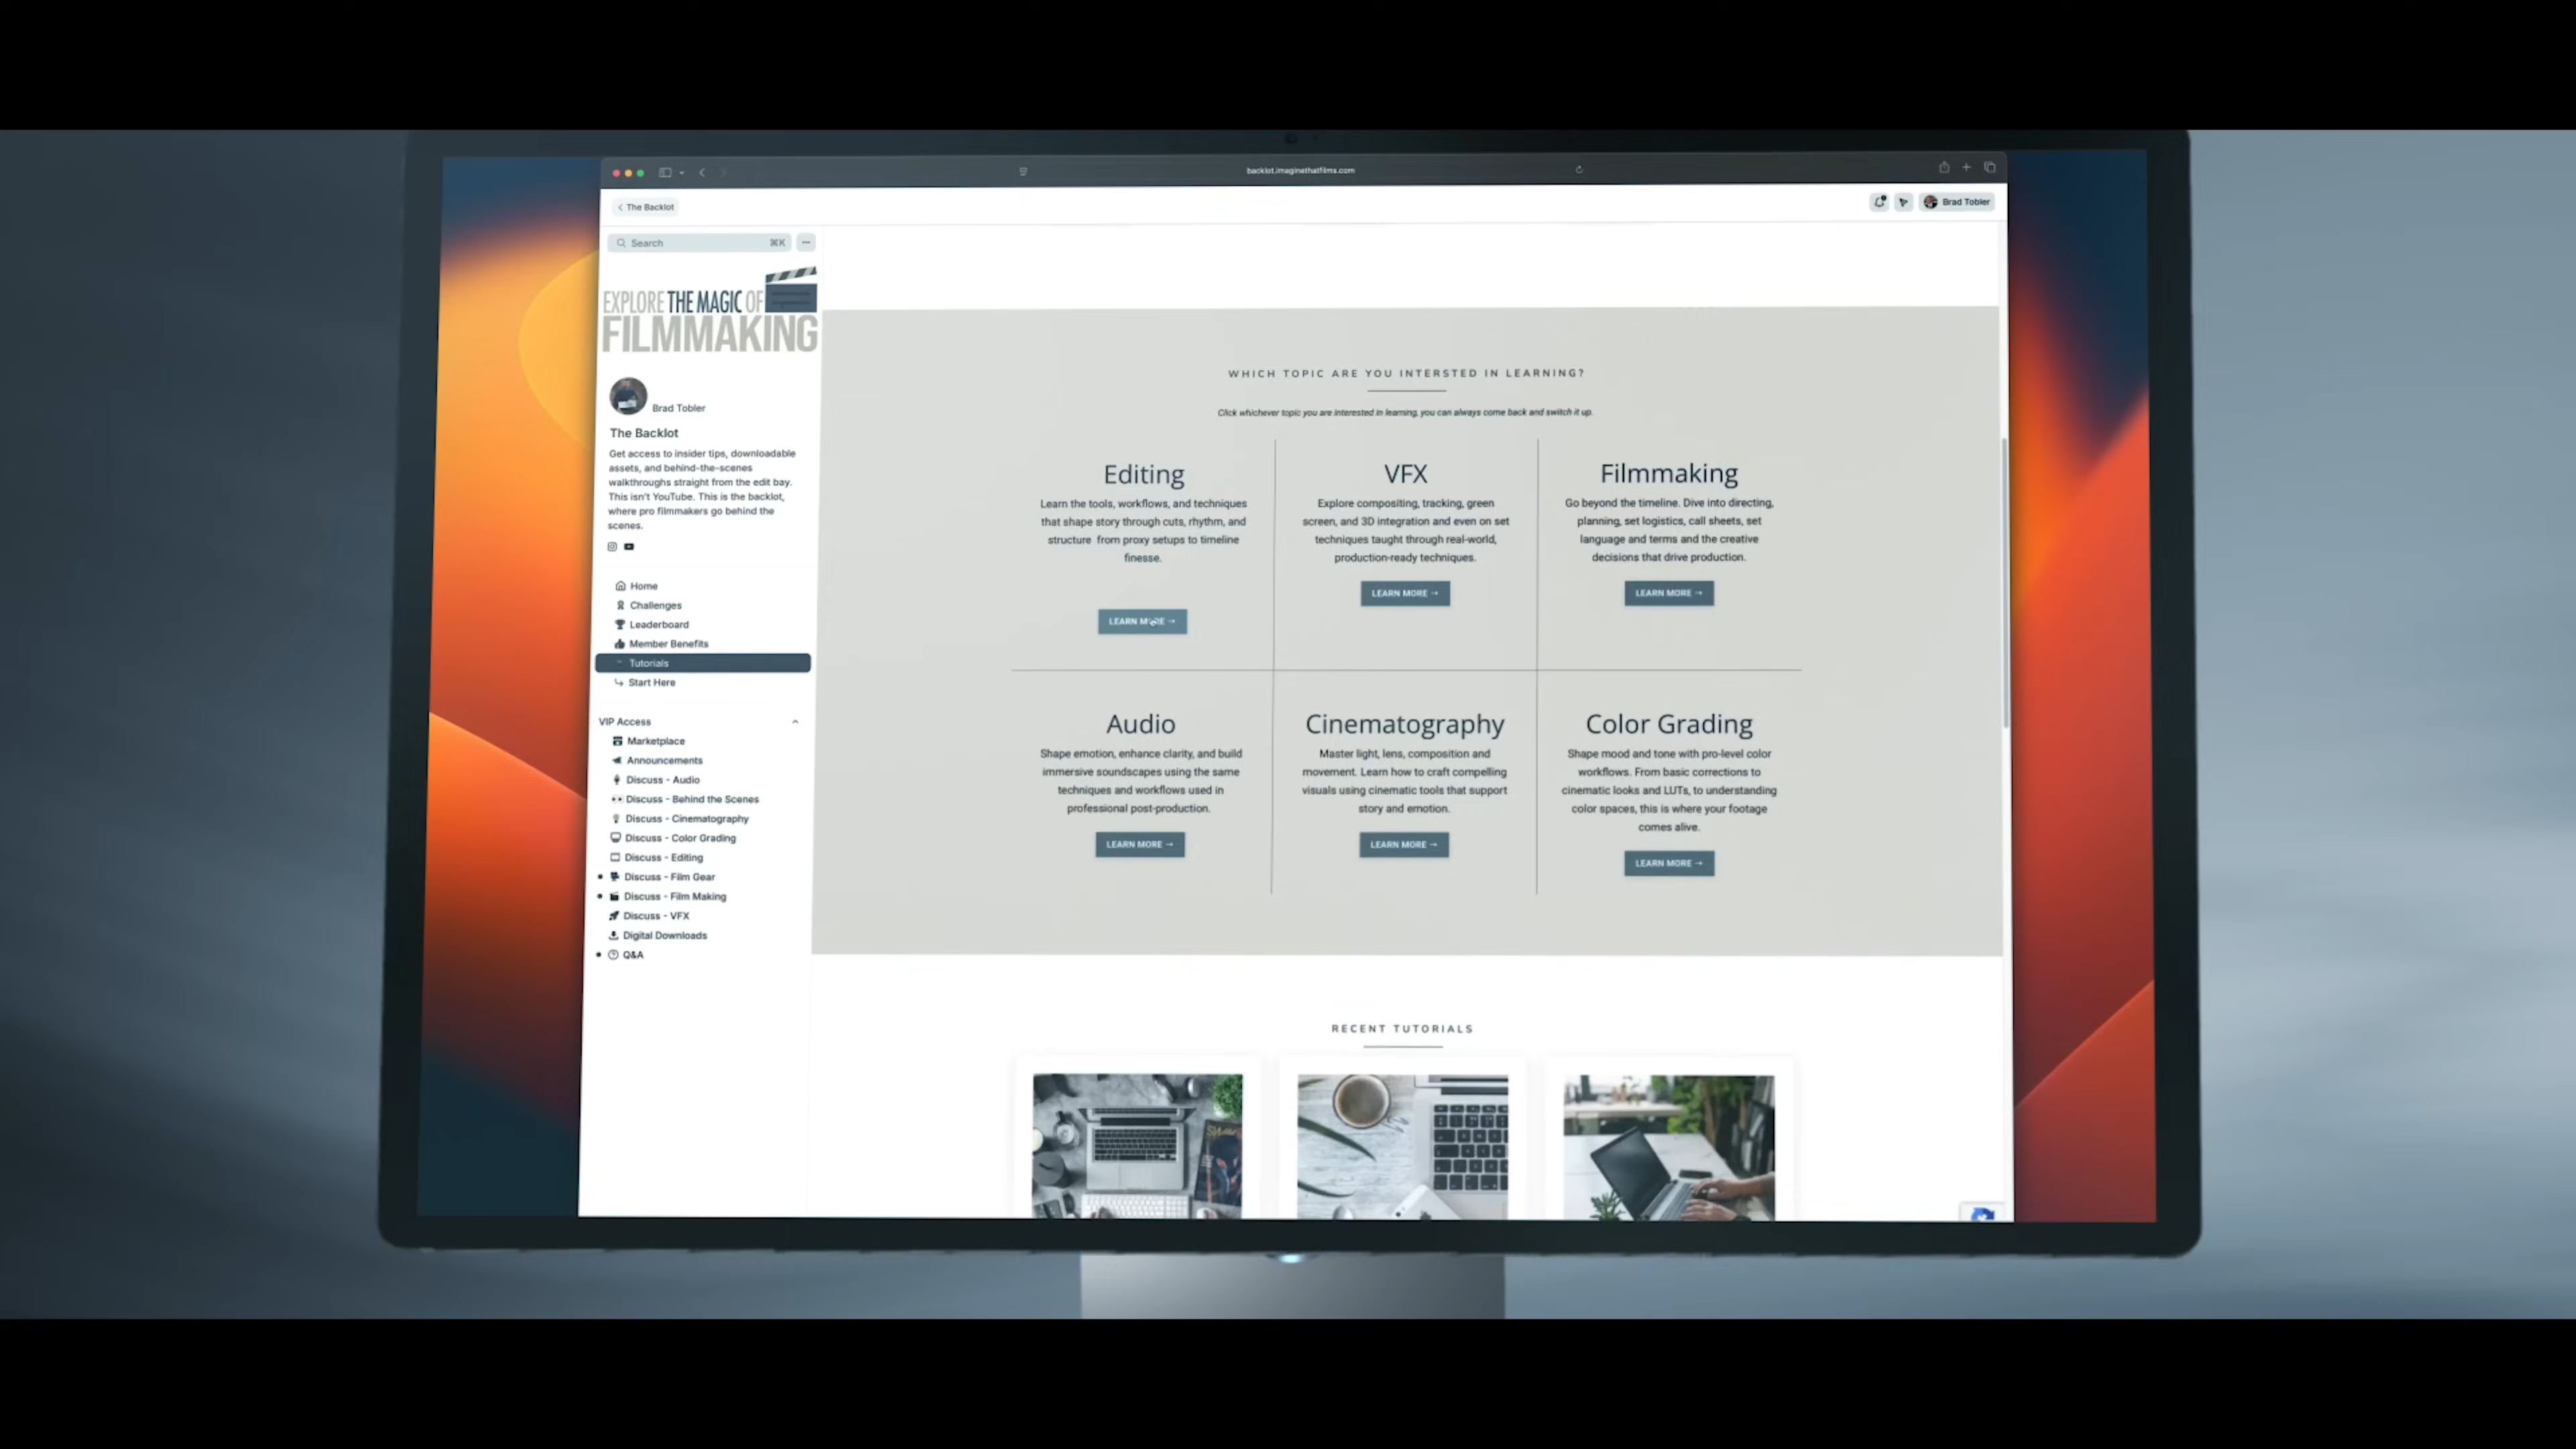 backlot.imaginethatfilms.com
The Backlot
Brad Tobler
Search ⌘K
EXPLORE THE MAGIC OF
FILMMAKING
Brad Tobler
The Backlot
Get access to insider tips, downloadable
assets, and behind-the-scenes
walkthroughs straight from the edit bay.
This isn't YouTube. This is the backlot,
where pro filmmakers go behind the
scenes.
Home
Challenges
Leaderboard
Member Benefits
Tutorials
Start Here
VIP Access
Marketplace
Announcements
Discuss - Audio
Discuss - Behind the Scenes
Discuss - Cinematography
Discuss - Color Grading
Discuss - Editing
Discuss - Film Gear
Discuss - Film Making
Discuss - VFX
Digital Downloads
Q&A
WHICH TOPIC ARE YOU INTERSTED IN LEARNING?
Click whichever topic you are interested in learning, you can always come back and switch it up.
Editing
Learn the tools, workflows, and techniques
that shape story through cuts, rhythm, and
structure from proxy setups to timeline
finesse.
LEARN MORE →
VFX
Explore compositing, tracking, green
screen, and 3D integration and even on set
techniques taught through real-world,
production-ready techniques.
LEARN MORE →
Filmmaking
Go beyond the timeline. Dive into directing,
planning, set logistics, call sheets, set
language and terms and the creative
decisions that drive production.
LEARN MORE →
Audio
Shape emotion, enhance clarity, and build
immersive soundscapes using the same
techniques and workflows used in
professional post-production.
LEARN MORE →
Cinematography
Master light, lens, composition and
movement. Learn how to craft compelling
visuals using cinematic tools that support
story and emotion.
LEARN MORE →
Color Grading
Shape mood and tone with pro-level color
workflows. From basic corrections to
cinematic looks and LUTs, to understanding
color spaces, this is where your footage
comes alive.
LEARN MORE →
RECENT TUTORIALS